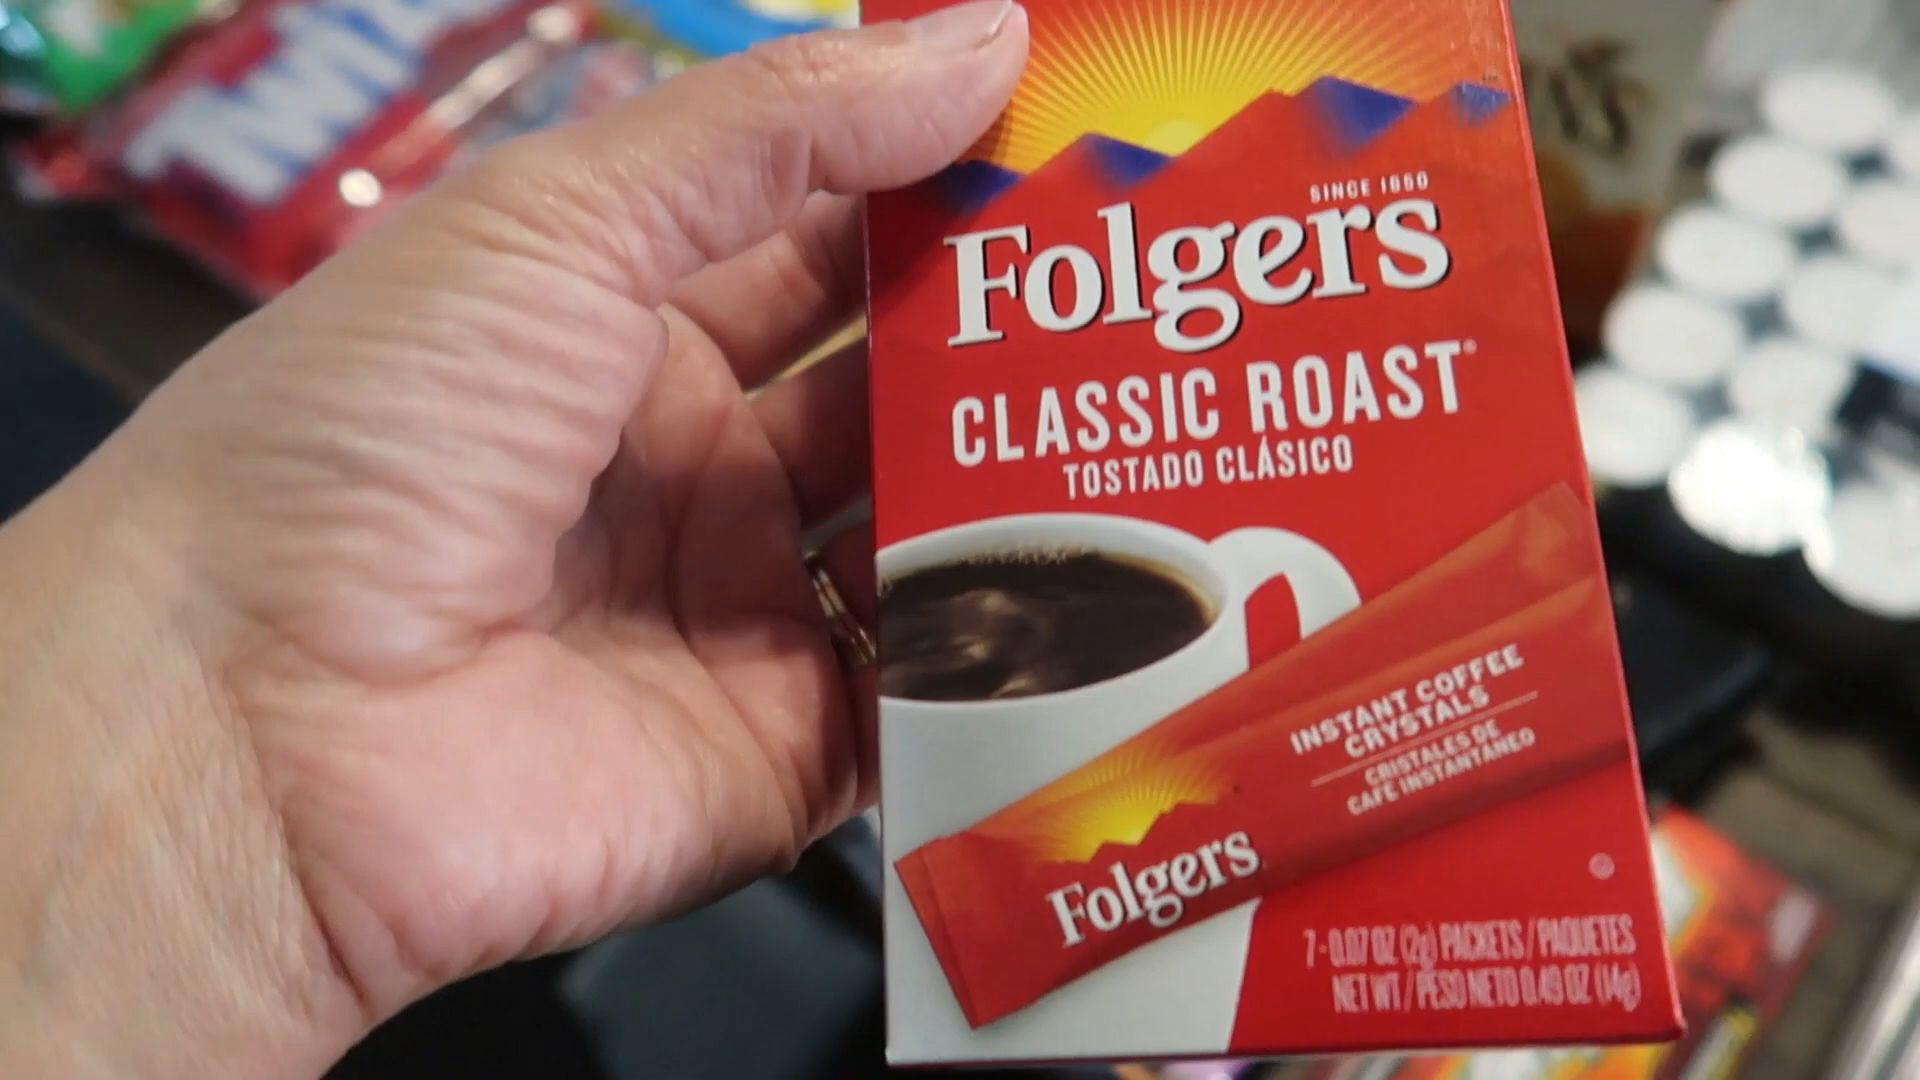 Twizz
SINCE 1850
Folgers
CLASSIC ROAST®
TOSTADO CLÁSICO
INSTANT COFFEE
CRYSTALS
CRISTALES DE
CAFÉ INSTANTÁNEO
Folgers
7-0.07 OZ (2g) PACKETS / PAQUETES
NET WT / PESO NETO 0.49 OZ (14g)